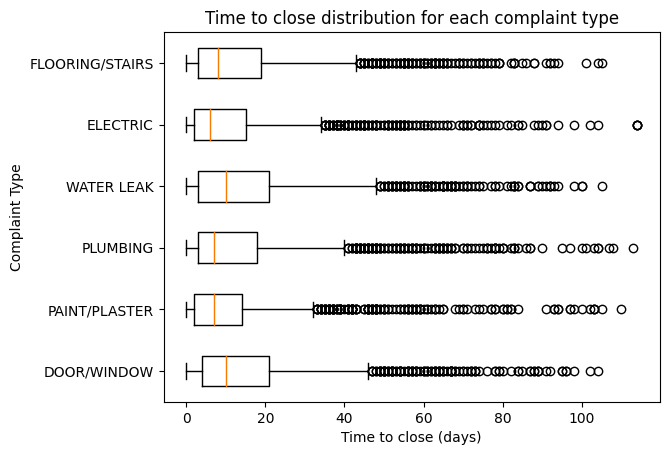 Time to close distribution for each complaint type
Complaint Type
FLOORING/STAIRS
ELECTRIC
WATER LEAK
PLUMBING
PAINT/PLASTER
DOOR/WINDOW
0 20 40 60 80 100
Time to close (days)